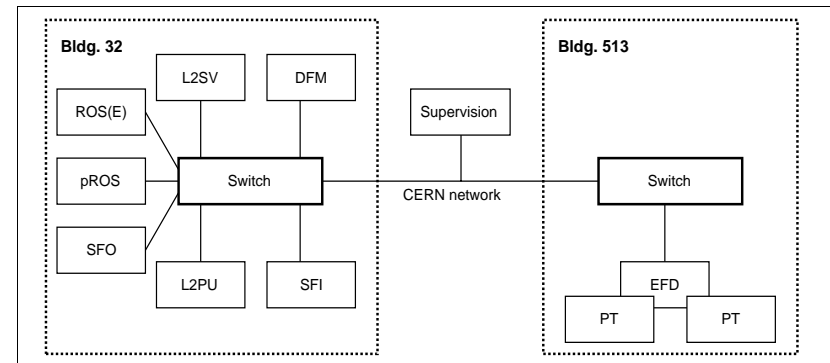 Bldg. 32
Bldg. 513
L2SV
DFM
ROS(E)
Supervision
pROS
Switch
CERN network
Switch
SFO
L2PU
SFI
EFD
PT
PT